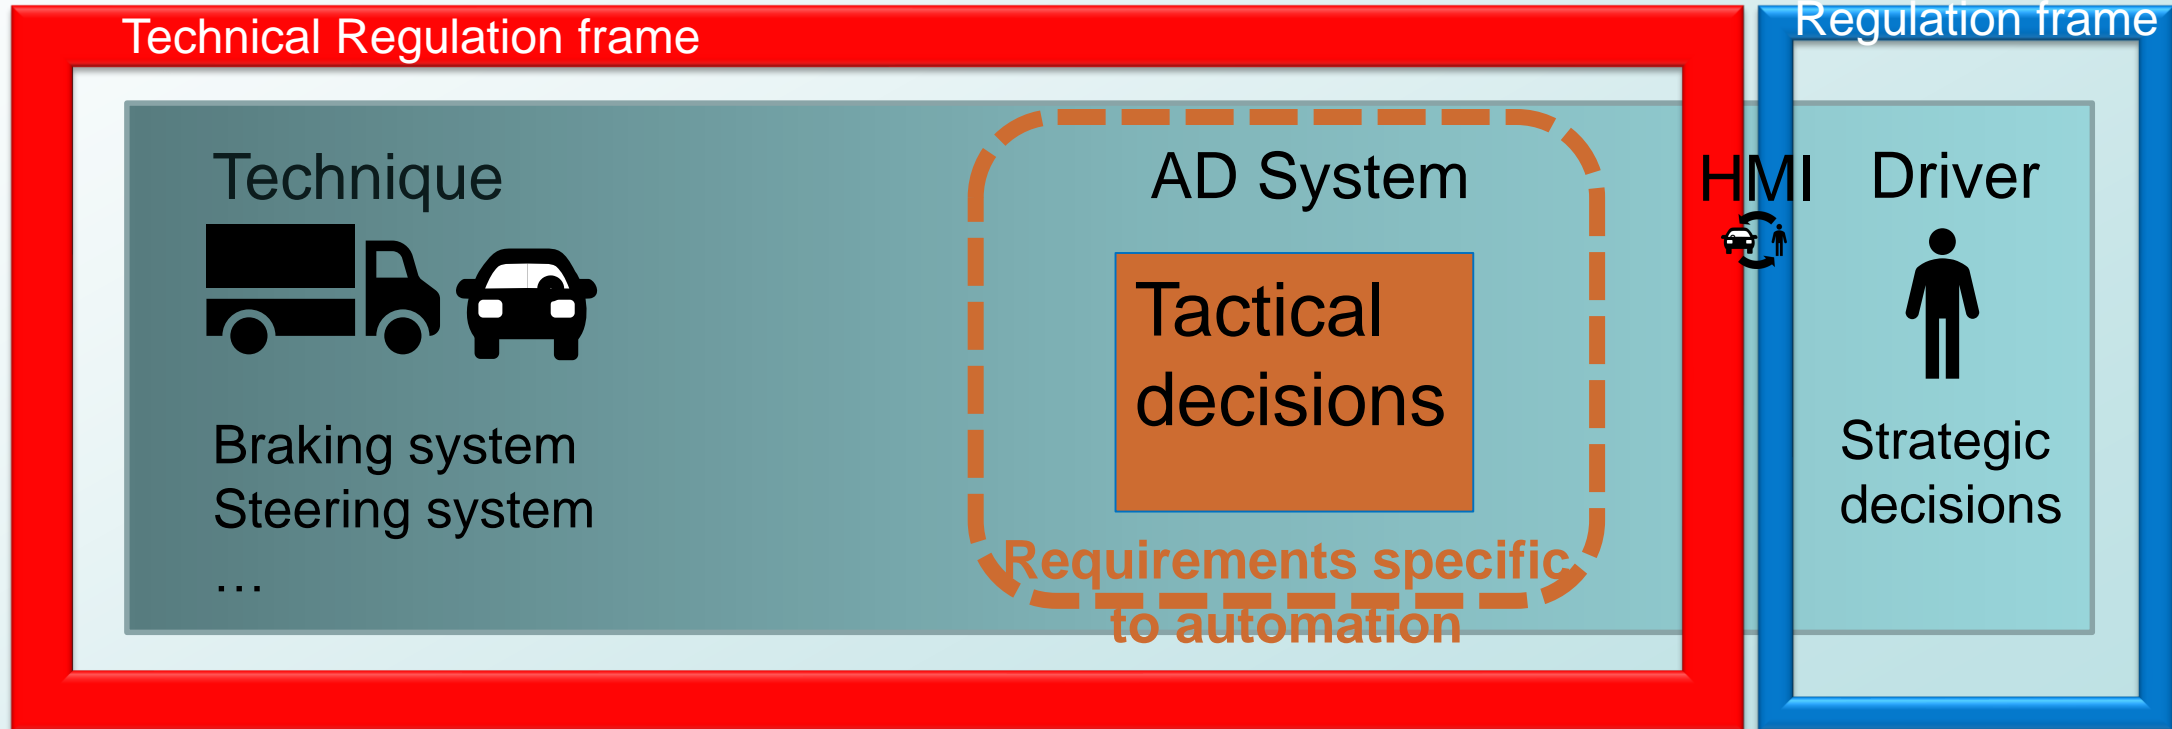 Technical Regulation frame
Regulation frame
Technique
AD System
HMI
Driver
Tactical
decisions
Braking system
Steering system
…
Strategic
decisions
Requirements specific
to automation